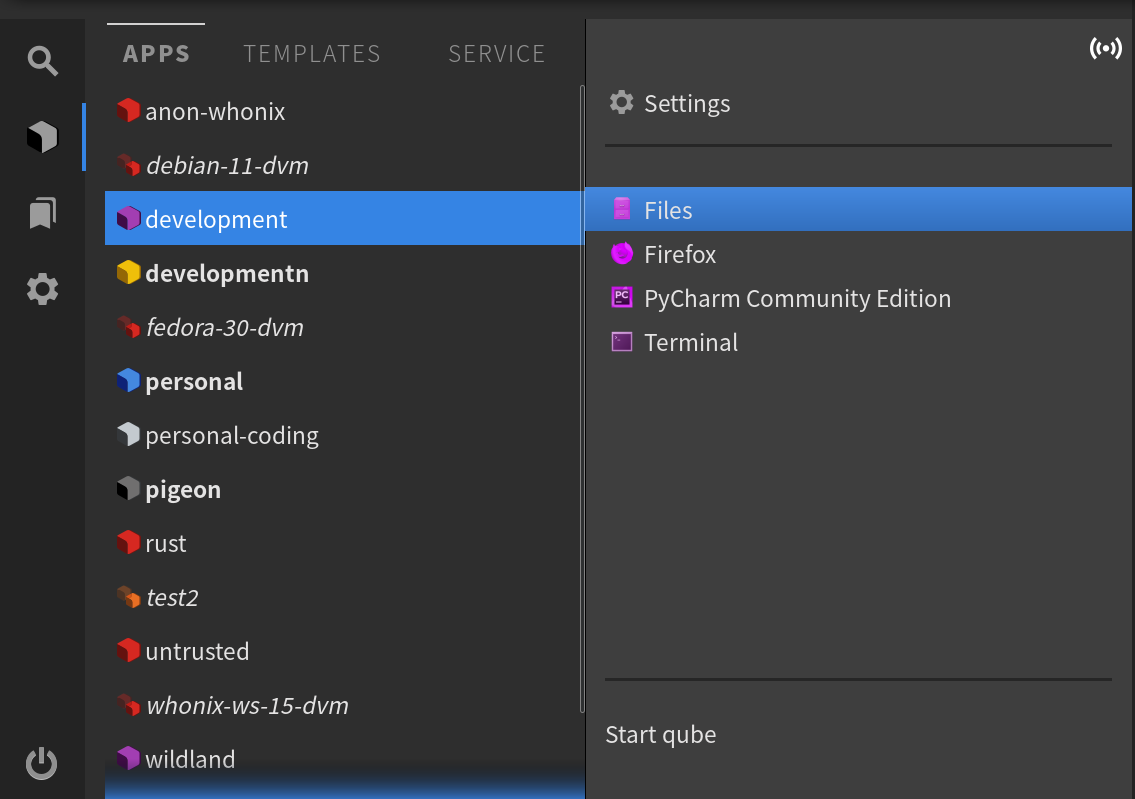 APPS TEMPLATES SERVICE
anon-whonix
debian-11-dvm
development
developmentn
fedora-30-dvm
personal
personal-coding
pigeon
rust
test2
untrusted
whonix-ws-15-dvm
wildland
Settings
Files
Firefox
PC PyCharm Community Edition
Terminal
Start qube